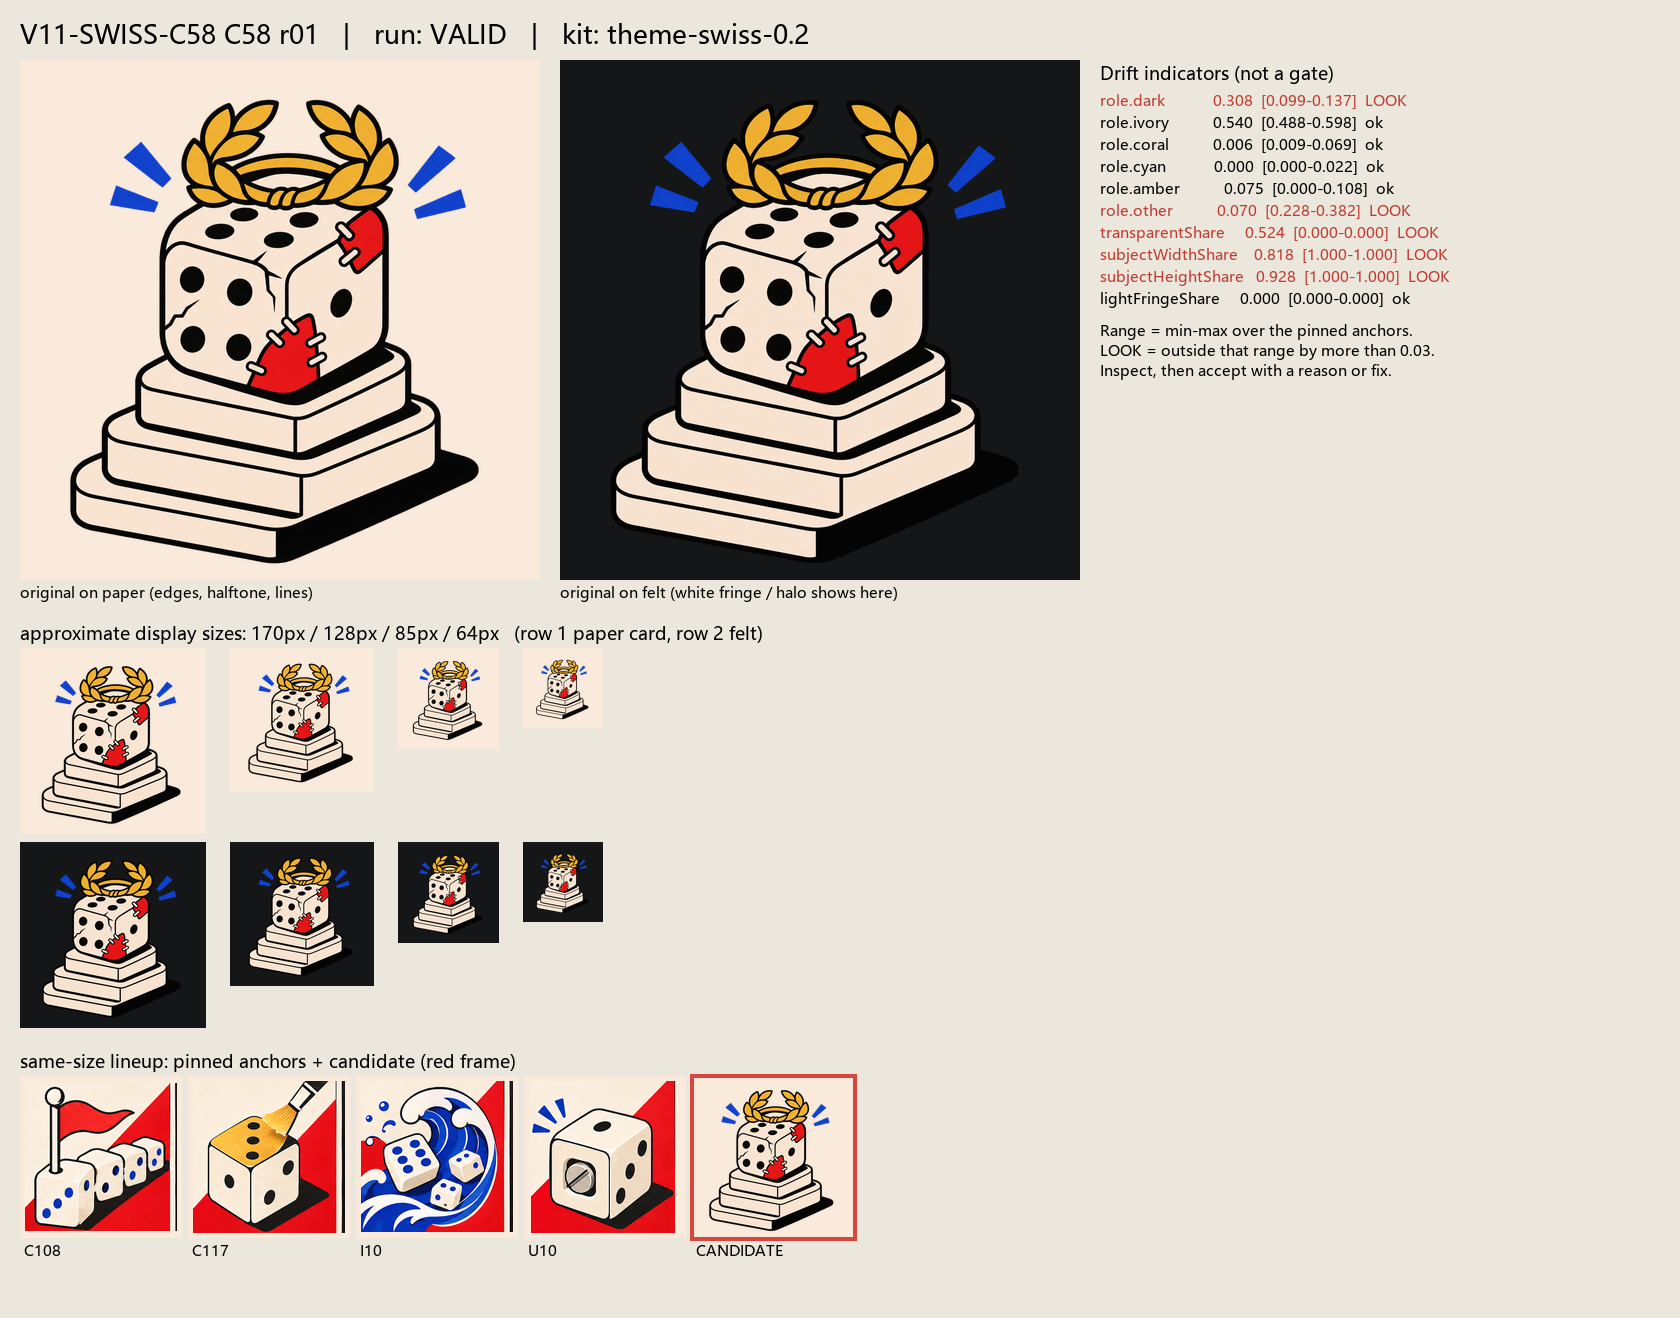 V11-SWISS-C58 C58 r01 | run: VALID | kit: theme-swiss-0.2
Drift indicators (not a gate)
role.dark 0.308 [0.099-0.137] LOOK
role.ivory 0.540 [0.488-0.598] ok
role.coral 0.006 [0.009-0.069] ok
role.cyan 0.000 [0.000-0.022] ok
role.amber 0.075 [0.000-0.108] ok
role.other 0.070 [0.228-0.382] LOOK
transparentShare 0.524 [0.000-0.000] LOOK
subjectWidthShare 0.818 [1.000-1.000] LOOK
subjectHeightShare 0.928 [1.000-1.000] LOOK
lightFringeShare 0.000 [0.000-0.000] ok
Range = min-max over the pinned anchors.
LOOK = outside that range by more than 0.03.
Inspect, then accept with a reason or fix.
original on paper (edges, halftone, lines)
original on felt (white fringe / halo shows here)
approximate display sizes: 170px / 128px / 85px / 64px (row 1 paper card, row 2 felt)
same-size lineup: pinned anchors + candidate (red frame)
C108
C117
I10
U10
CANDIDATE